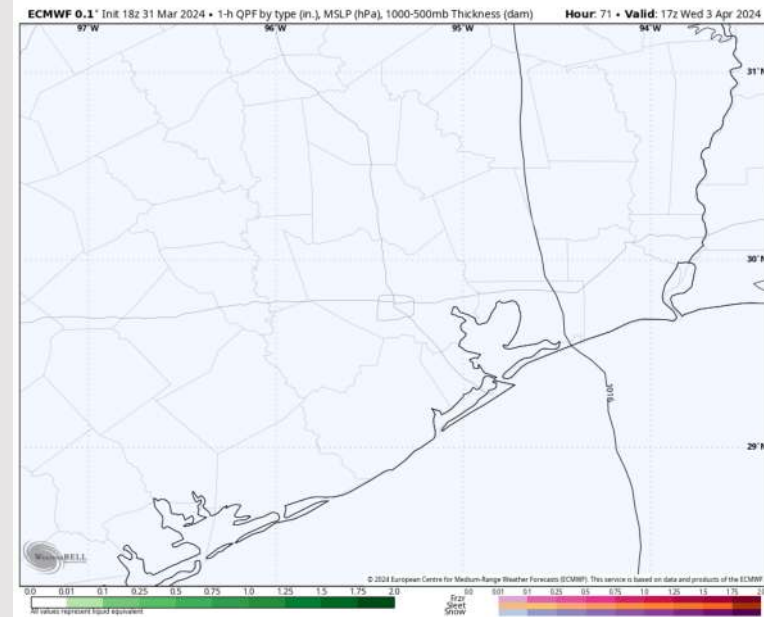 ECMWF 0.1° Init 18z 31 Mar 2024 • 1-h QPF by type (in.), MSLP (hPa), 1000-500mb Thickness (dam) Hour: 71 • Valid: 17z Wed 3 Apr 2024
97°W 96°W 95°W 94°W
31°N
30°N
1016
29°N
WeatherBELL
© 2024 European Centre for Medium-Range Weather Forecasts (ECMWF). This service is based on data and products of the ECMWF
0.0 0.01 0.1 0.25 0.5 0.75 1.0 1.25 1.5 1.75 2.0
0.0 0.01 0.1 0.25 0.5 0.75 1.0 1.25 1.5 1.75 2.0
Frzr
Sleet
Snow
All values represent liquid equivalent